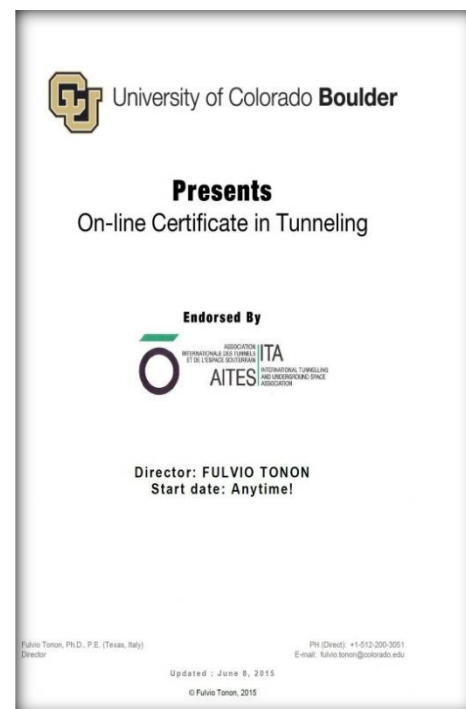 University of Colorado Boulder
Presents
On-line Certificate in Tunneling
Endorsed By
ASSOCIATION
INTERNATIONALE DES TUNNELS
ET DE L'ESPACE SOUTERRAIN
AITES
ITA
INTERNATIONAL TUNNELLING
AND UNDERGROUND SPACE
ASSOCIATION
Director: FULVIO TONON
Start date: Anytime!
Fulvio Tonon, Ph.D., P.E. (Texas, Italy)
Director
PH (Direct): +1-512-200-3051
E-mail: fulvio.tonon@colorado.edu
Updated : June 8, 2015
© Fulvio Tonon, 2015